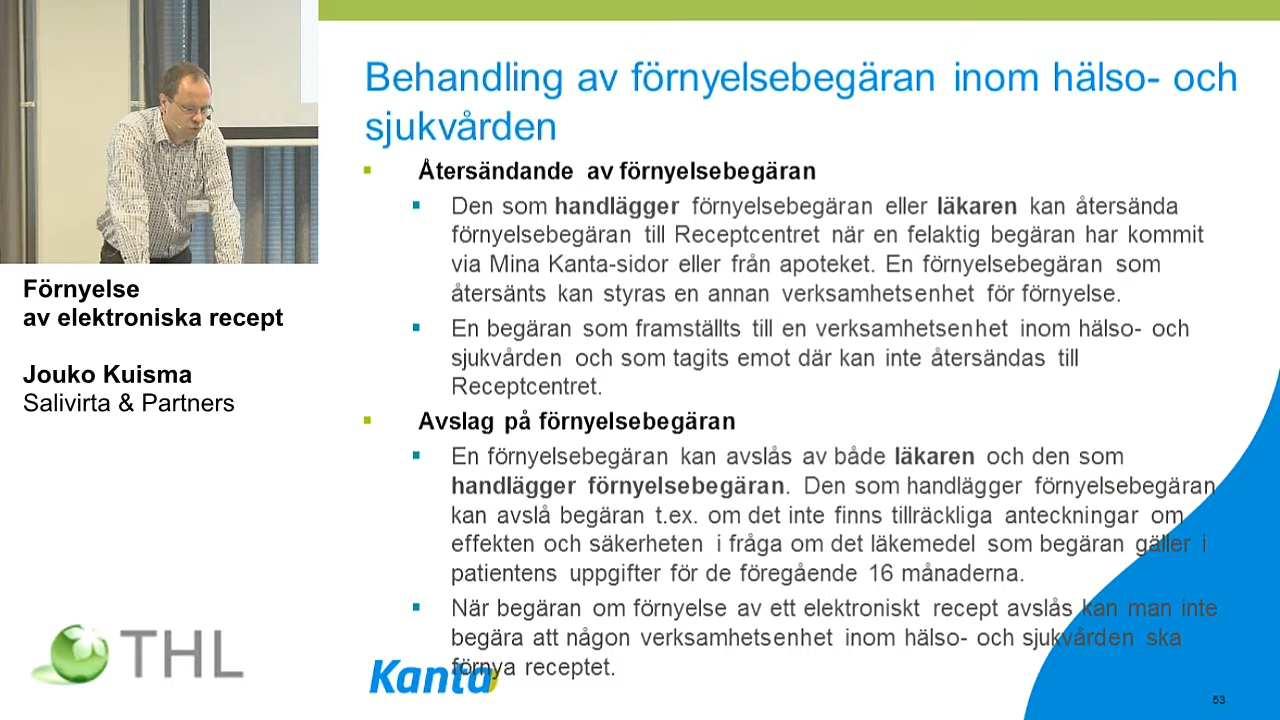 Behandling av förnyelsebegäran inom hälso- och
sjukvården
Återsändande av förnyelsebegäran
Den som handlägger förnyelsebegäran eller läkaren kan återsända
förnyelsebegäran till Receptcentret när en felaktig begäran har kommit
via Mina Kanta-sidor eller från apoteket. En förnyelsebegäran som
återsänts kan styras en annan verksamhetsenhet för förnyelse.
En begäran som framställts till en verksamhetsenhet inom hälso- och
sjukvården och som tagits emot där kan inte återsändas till
Receptcentret.
Avslag på förnyelsebegäran
En förnyelsebegäran kan avslås av både läkaren och den som
handlägger förnyelsebegäran. Den som handlägger förnyelsebegäran
kan avslå begäran t.ex. om det inte finns tillräckliga anteckningar om
effekten och säkerheten i fråga om det läkemedel som begäran gäller i
patientens uppgifter för de föregående 16 månaderna.
När begäran om förnyelse av ett elektroniskt recept avslås kan man inte
begära att någon verksamhetsenhet inom hälso- och sjukvården ska
förnya receptet.
Förnyelse
av elektroniska recept
Jouko Kuisma
Salivirta & Partners
THL
Kanta
53